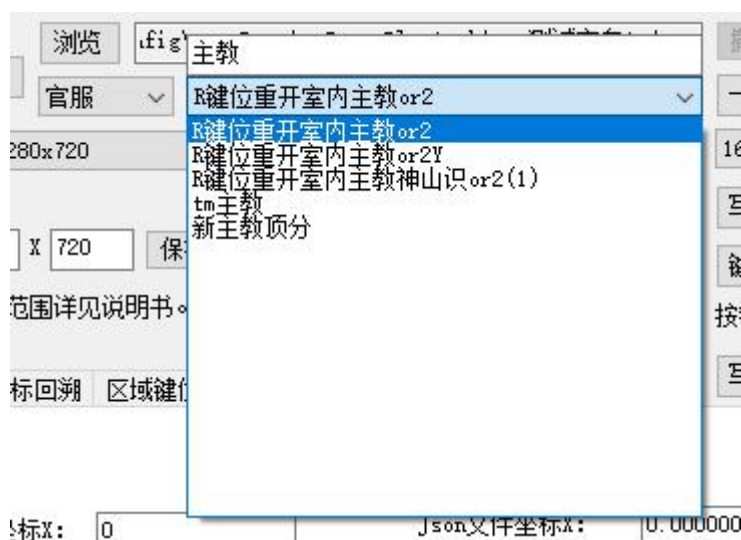 浏览
主教
官服
R键位重开室内主教or2
R键位重开室内主教or2
280x720
R键位重开室内主教or2Y
R键位重开室内主教神山识or2(1)
tm主教
新主教顶分
X 720
范围详见说明书。
标回溯 区域键位
标X: 0 Json文件坐标X: 0.000000